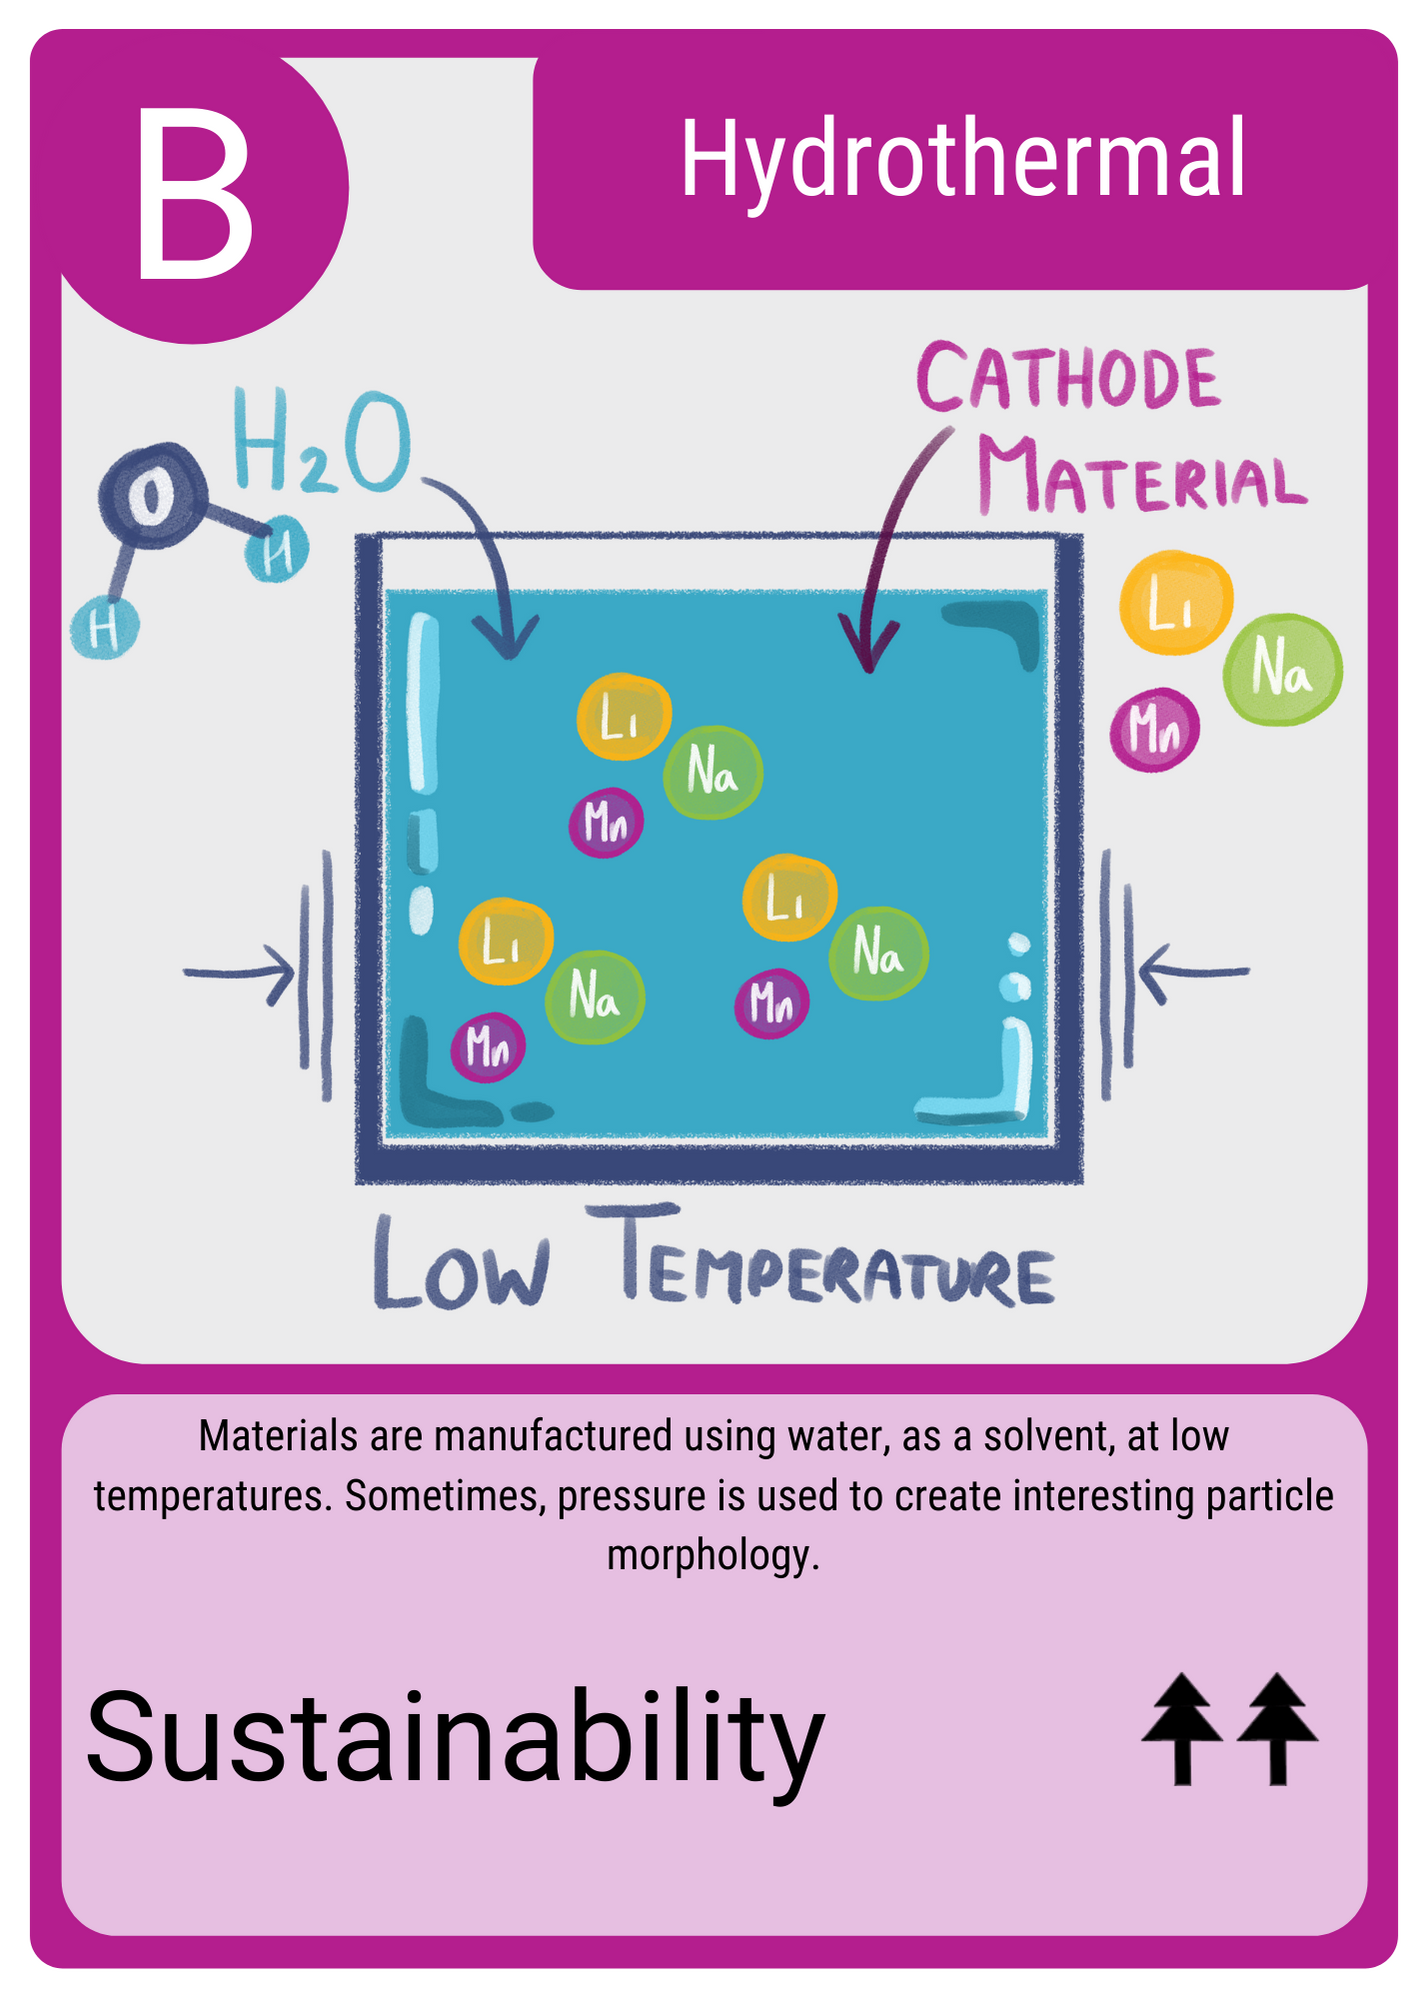 B
Hydrothermal
CATHODE
MATERIAL
H₂O
O
H
H
Li
Na
Mn
Li
Na
Mn
Li
Na
Mn
Li
Na
Mn
LOW TEMPERATURE
Materials are manufactured using water, as a solvent, at low
temperatures. Sometimes, pressure is used to create interesting particle
morphology.
Sustainability